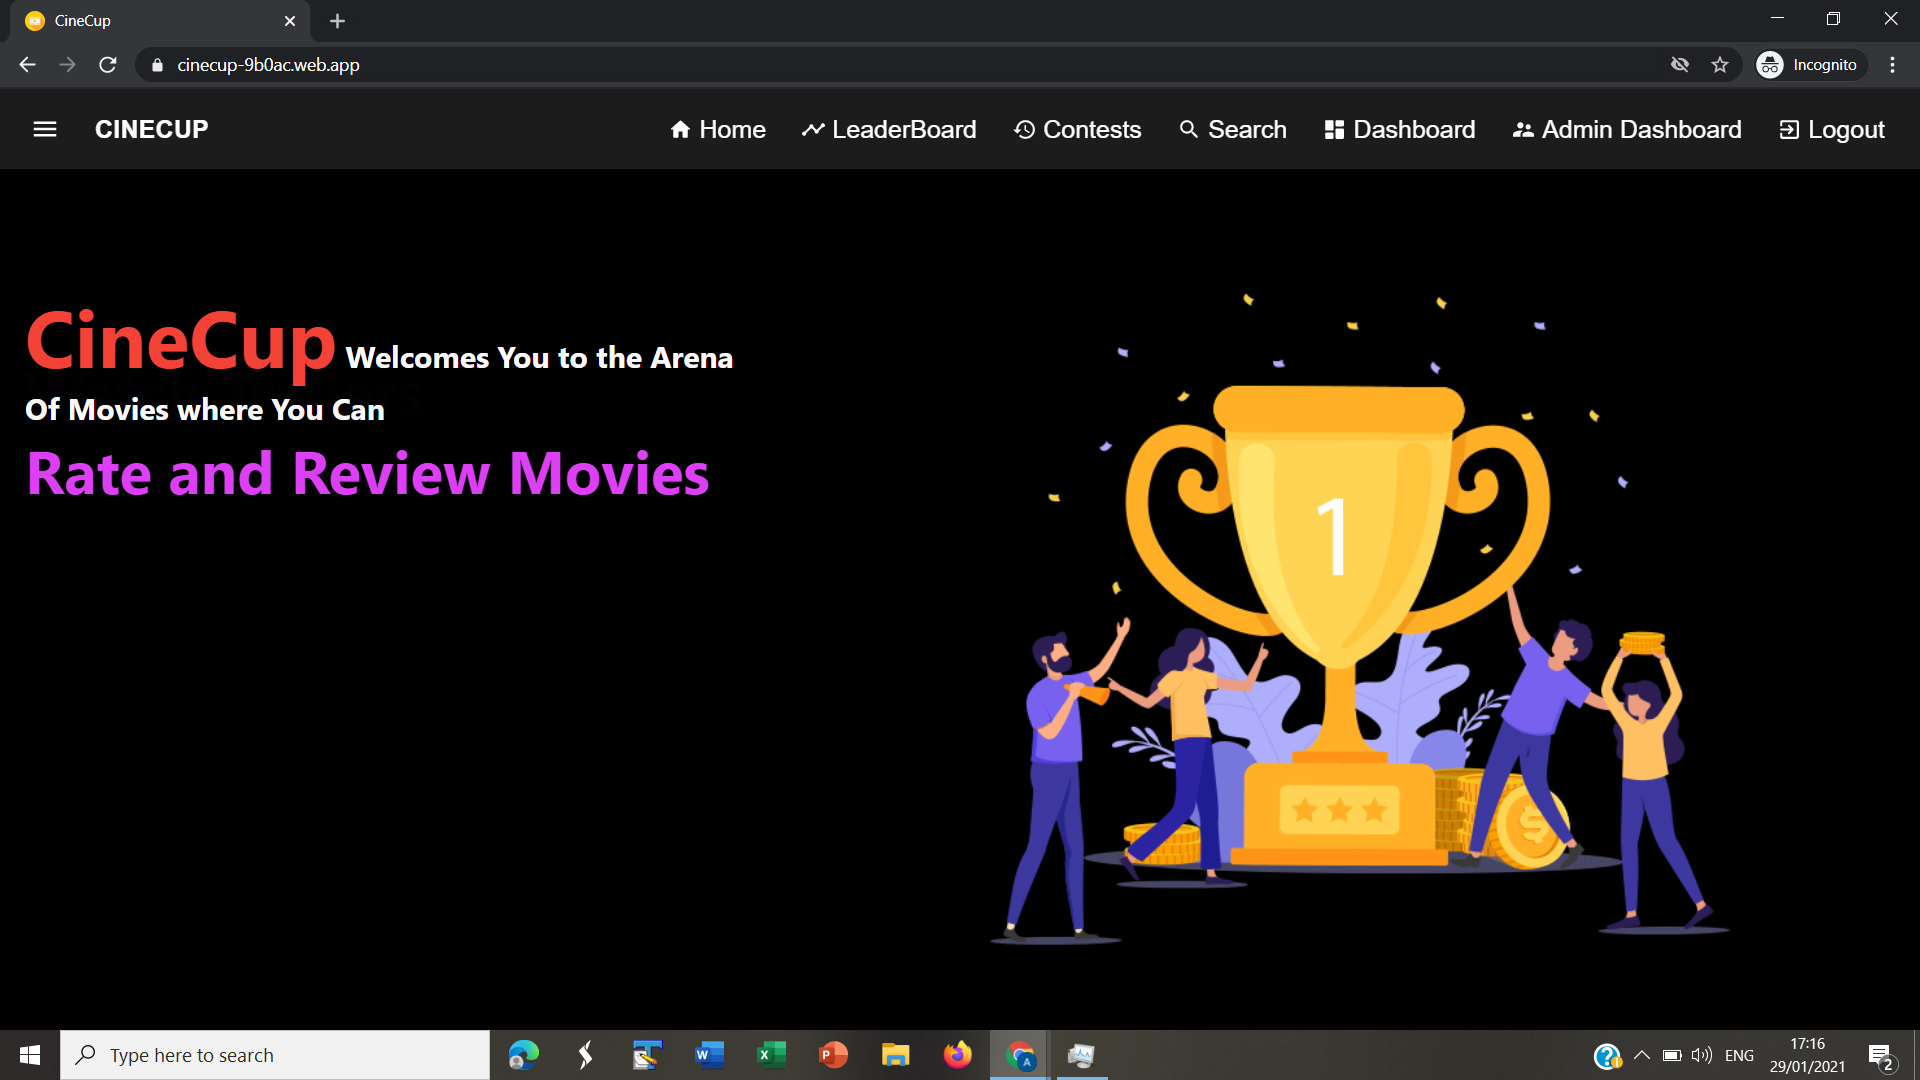 CineCup
cinecup-9b0ac.web.app
Incognito
CINECUP
Home
LeaderBoard
Contests
Search
Dashboard
Admin Dashboard
Logout
CineCup Welcomes You to the Arena
Of Movies where You Can
Rate and Review Movies
1
$
Type here to search
W
X
P
A
ENG
17:16
29/01/2021
2